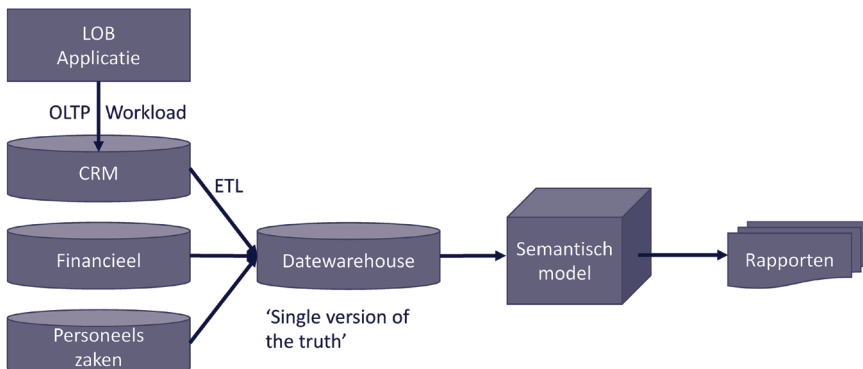 LOB
Applicatie
OLTP Workload
CRM
ETL
Financieel
Datewarehouse
Semantisch
model
Rapporten
'Single version of
the truth'
Personeels
zaken